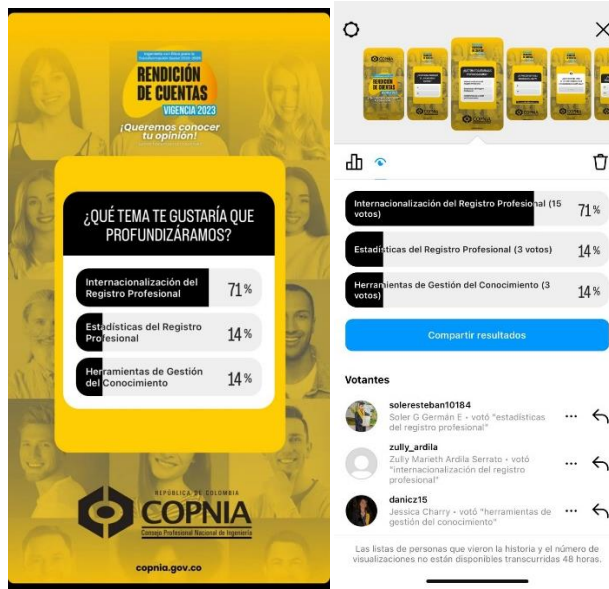 RENDICIÓN
DE CUENTAS
VIGENCIA 2023
¡Queremos conocer
tu opinión!
¿QUÉ TEMA TE GUSTARÍA QUE
PROFUNDIZÁRAMOS?
Internacionalización del
Registro Profesional
71%
Estadísticas del Registro
Profesional
14%
Herramientas de Gestión
del Conocimiento
14%
REPÚBLICA DE COLOMBIA
COPNIA
Consejo Profesional Nacional de Ingeniería
copnia.gov.co
Internacionalización del Registro Profesional (15
votos)
71%
Estadísticas del Registro Profesional (3 votos)
14%
Herramientas de Gestión del Conocimiento (3
votos)
14%
Compartir resultados
Votantes
soleresteban10184
Soler G Germán E • votó "estadísticas
del registro profesional"
zully_ardila
Zully Marieth Ardila Serrato • votó
"internacionalización del registro
profesional"
danicz15
Jessica Charry • votó "herramientas de
gestión del conocimiento"
Las listas de personas que vieron la historia y el número de
visualizaciones no están disponibles transcurridas 48 horas.